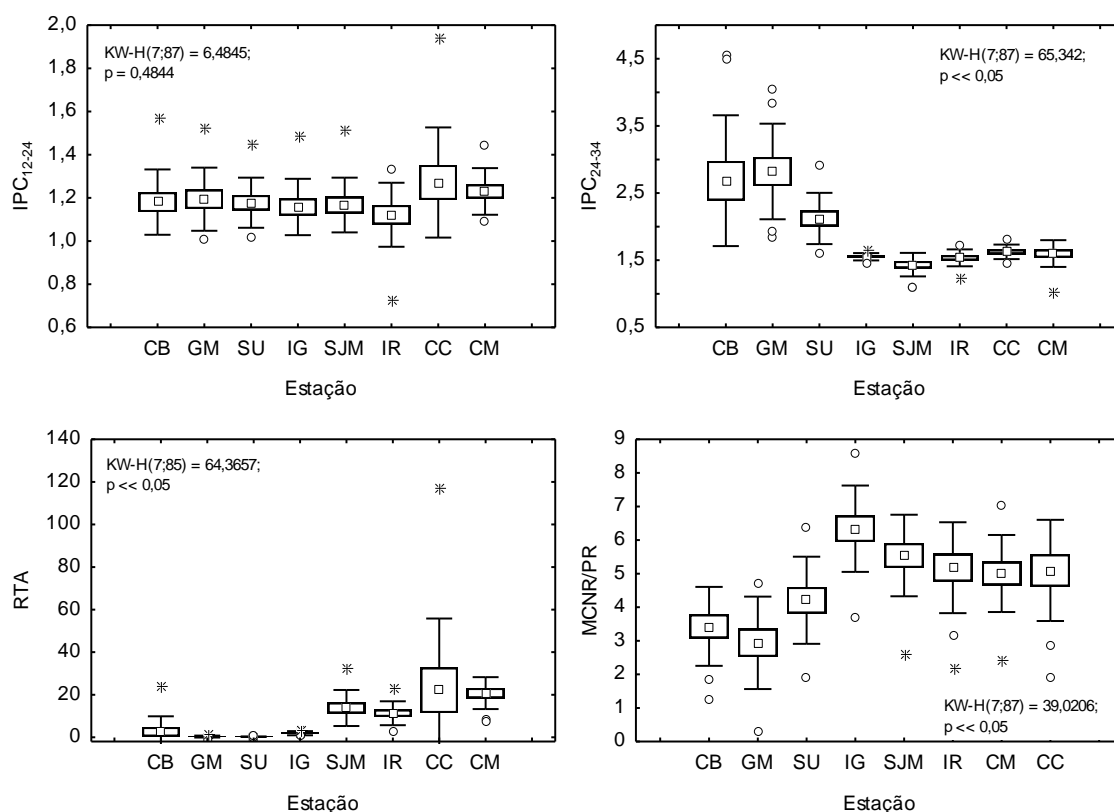 KW-H(7;87) = 6,4845;
p = 0,4844
2,0
1,8
1,6
1,4
1,2
1,0
0,8
0,6
IPC12-24
CB GM SU IG SJM IR CC CM
Estação
KW-H(7;87) = 65,342;
p << 0,05
4,5
3,5
2,5
1,5
0,5
IPC24-34
CB GM SU IG SJM IR CC CM
Estação
KW-H(7;85) = 64,3657;
p << 0,05
140
120
100
80
60
40
20
0
RTA
CB GM SU IG SJM IR CC CM
Estação
9
8
7
6
5
4
3
2
1
0
MCNR/PR
KW-H(7;87) = 39,0206;
p << 0,05
CB GM SU IG SJM IR CM CC
Estação